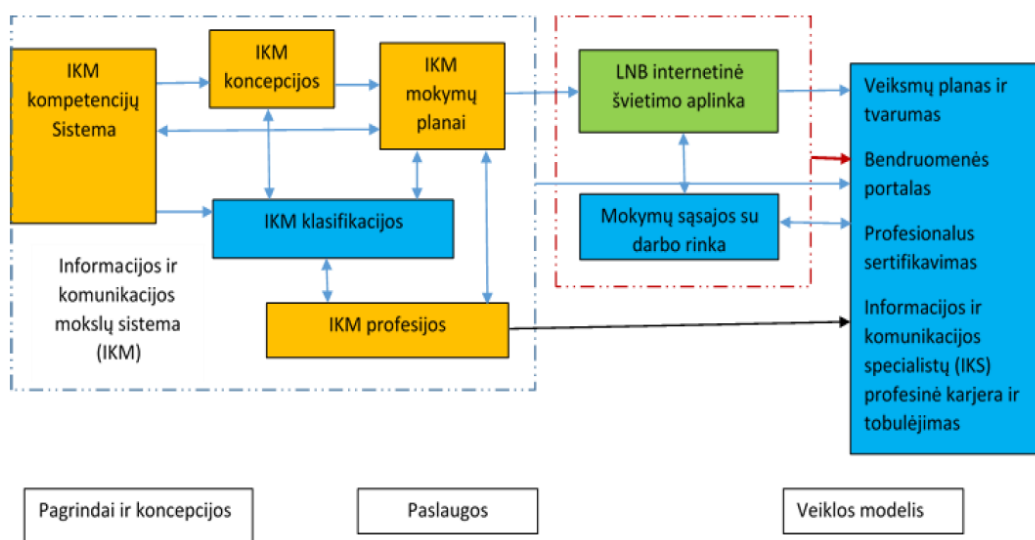 IKM
kompetencijų
Sistema
IKM
koncepcijos
IKM
mokymų
planai
IKM klasifikacijos
IKM profesijos
Informacijos ir
komunikacijos
mokslų sistema
(IKM)
LNB internetinė
švietimo aplinka
Mokymų sąsajos su
darbo rinka
Veiksmų planas ir
tvarumas
Bendruomenės
portalas
Profesionalus
sertifikavimas
Informacijos ir
komunikacijos
specialistų (IKS)
profesinė karjera ir
tobulėjimas
Pagrindai ir koncepcijos
Paslaugos
Veiklos modelis